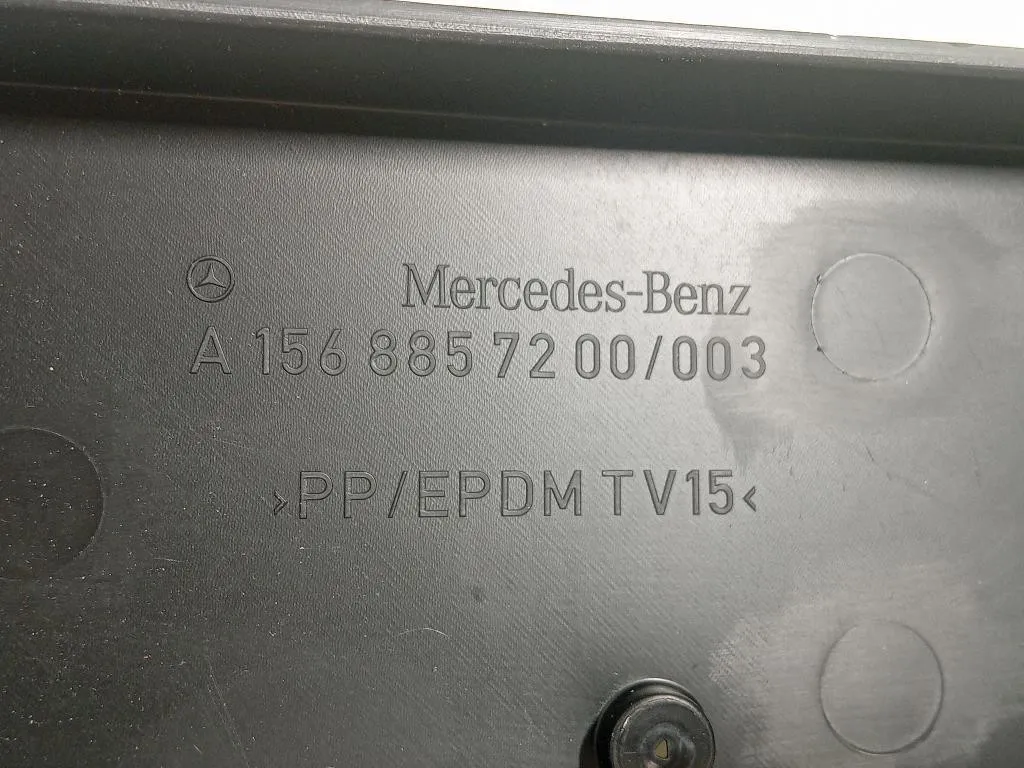 Mercedes-Benz
A 156 885 72 00/003
>PP/EPDM TV15<